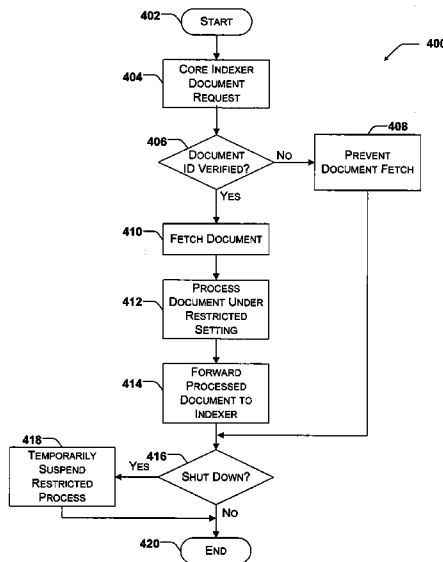 402
START
400
404
CORE INDEXER
DOCUMENT
REQUEST
406
DOCUMENT
ID VERIFIED?
NO
408
PREVENT
DOCUMENT FETCH
YES
410
FETCH DOCUMENT
412
PROCESS
DOCUMENT UNDER
RESTRICTED
SETTING
414
FORWARD
PROCESSED
DOCUMENT TO
INDEXER
418
TEMPORARILY
SUSPEND
RESTRICTED
PROCESS
YES
416
SHUT DOWN?
NO
420
END